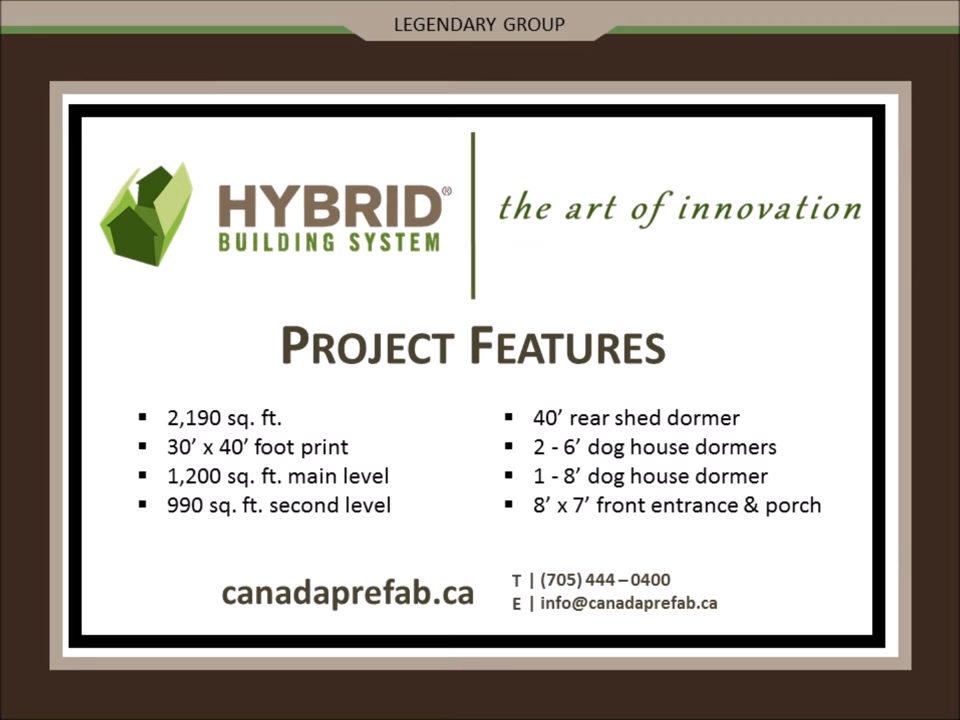 LEGENDARY GROUP
HYBRID®
BUILDING SYSTEM
the art of innovation
PROJECT FEATURES
▪ 2,190 sq. ft.
▪ 30’ x 40’ foot print
▪ 1,200 sq. ft. main level
▪ 990 sq. ft. second level
▪ 40’ rear shed dormer
▪ 2 - 6’ dog house dormers
▪ 1 - 8’ dog house dormer
▪ 8’ x 7’ front entrance & porch
canadaprefab.ca
T | (705) 444 – 0400
E | info@canadaprefab.ca